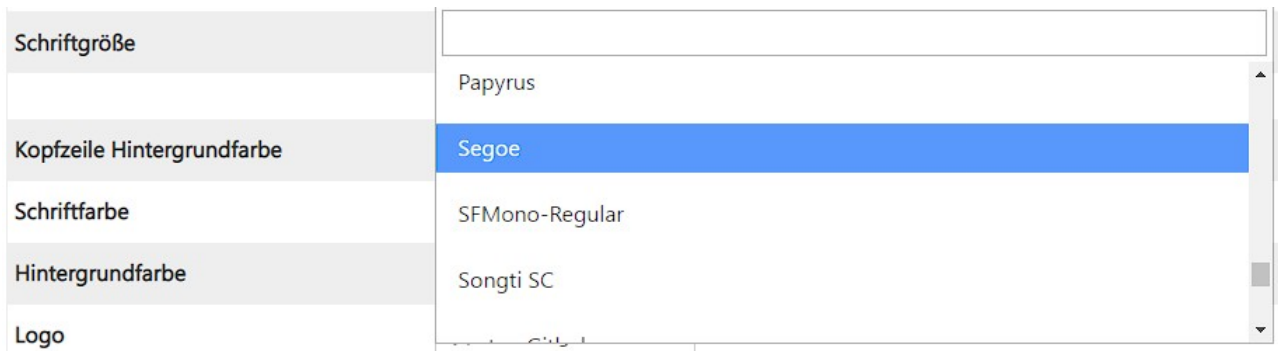 Schriftgröße
Papyrus
Kopfzeile Hintergrundfarbe
Segoe
Schriftfarbe
SFMono-Regular
Hintergrundfarbe
Songti SC
Logo